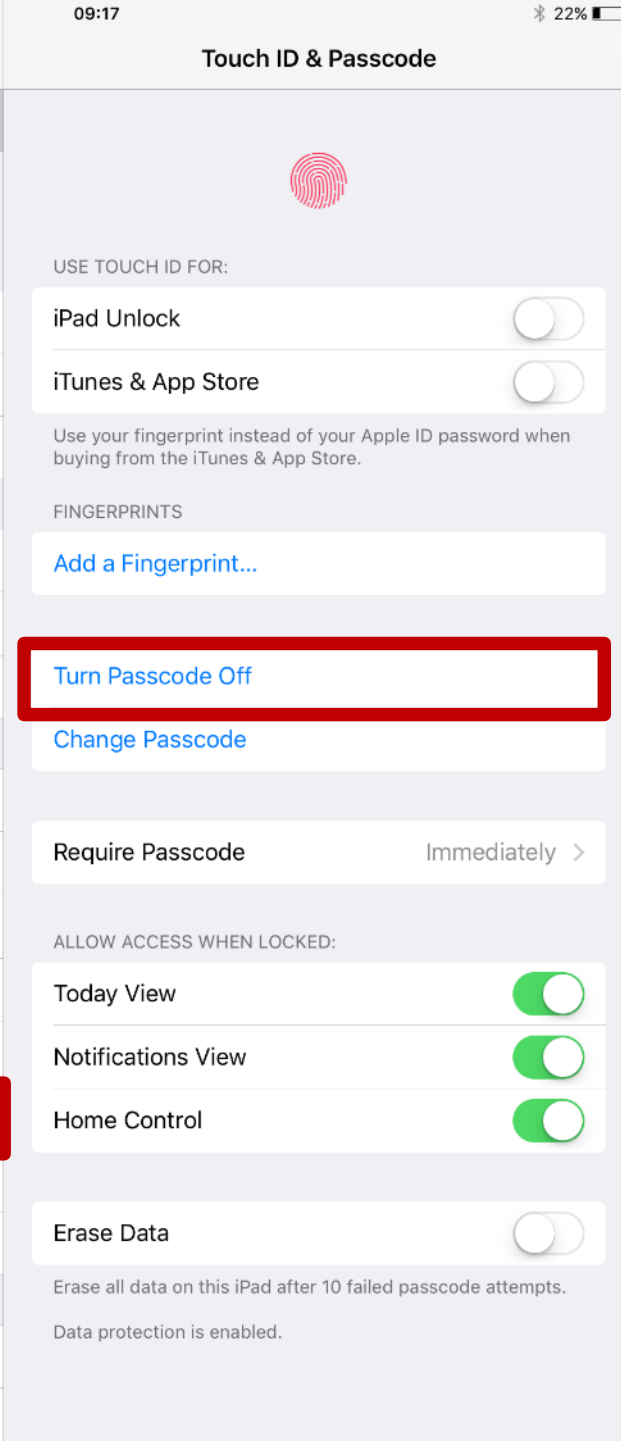 09:17
22%
Touch ID & Passcode
USE TOUCH ID FOR:
iPad Unlock
iTunes & App Store
Use your fingerprint instead of your Apple ID password when
buying from the iTunes & App Store.
FINGERPRINTS
Add a Fingerprint...
Turn Passcode Off
Change Passcode
Require Passcode Immediately
ALLOW ACCESS WHEN LOCKED:
Today View
Notifications View
Home Control
Erase Data
Erase all data on this iPad after 10 failed passcode attempts.
Data protection is enabled.